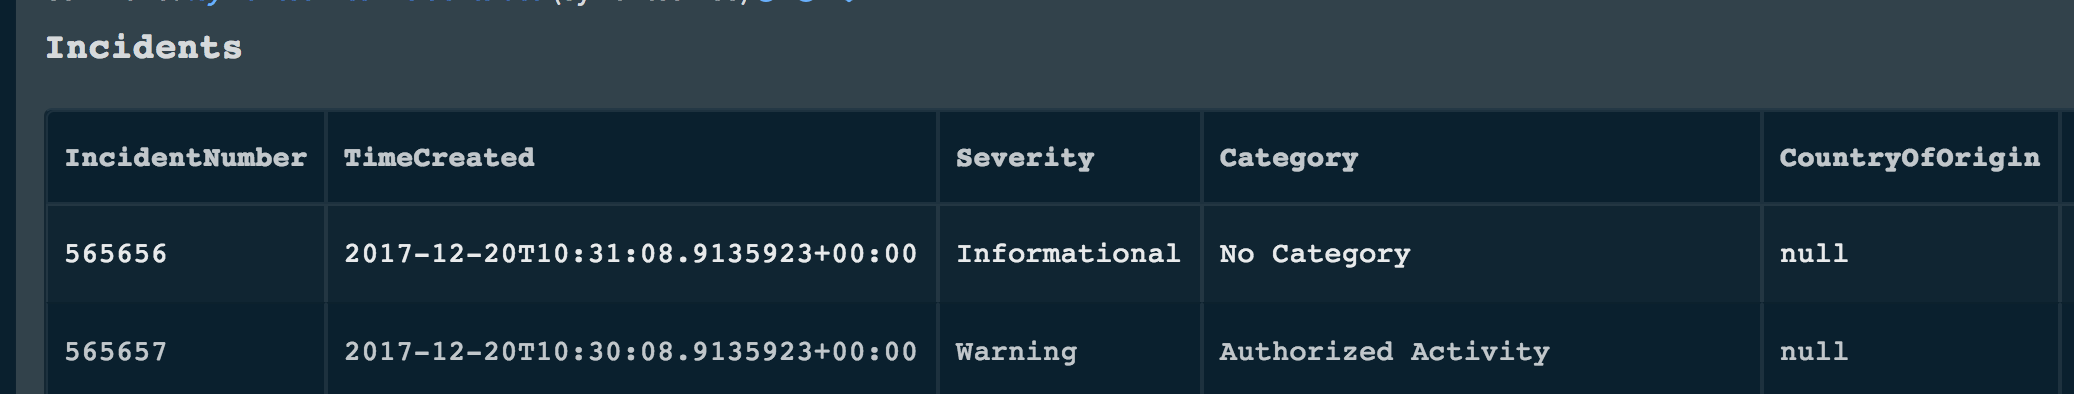 Incidents
IncidentNumber TimeCreated Severity Category CountryOfOrigin
565656 2017-12-20T10:31:08.9135923+00:00 Informational No Category null
565657 2017-12-20T10:30:08.9135923+00:00 Warning Authorized Activity null